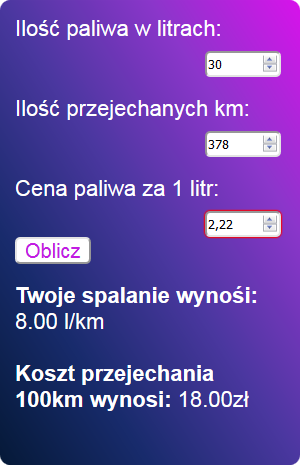 Ilość paliwa w litrach:
30
Ilość przejechanych km:
378
Cena paliwa za 1 litr:
2,22
Oblicz
Twoje spalanie wynośi:
8.00 l/km
Koszt przejechania
100km wynosi: 18.00zł